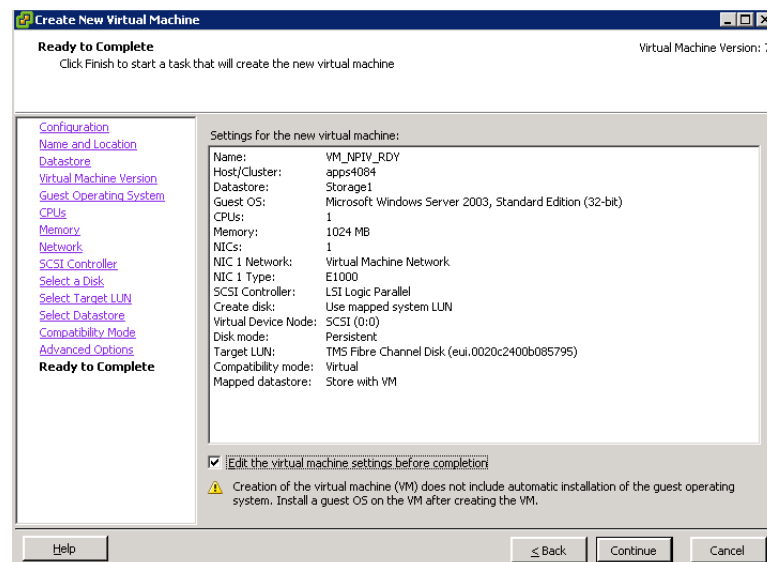 Create New Virtual Machine
Ready to Complete
Click Finish to start a task that will create the new virtual machine
Virtual Machine Version: 7
Configuration
Name and Location
Datastore
Virtual Machine Version
Guest Operating System
CPUs
Memory
Network
SCSI Controller
Select a Disk
Select Target LUN
Select Datastore
Compatibility Mode
Advanced Options
Ready to Complete
Settings for the new virtual machine:
Name: VM_NPIV_RDY
Host/Cluster: apps4084
Datastore: Storage1
Guest OS: Microsoft Windows Server 2003, Standard Edition (32-bit)
CPUs: 1
Memory: 1024 MB
NICs: 1
NIC 1 Network: Virtual Machine Network
NIC 1 Type: E1000
SCSI Controller: LSI Logic Parallel
Create disk: Use mapped system LUN
Virtual Device Node: SCSI (0:0)
Disk mode: Persistent
Target LUN: TMS Fibre Channel Disk (eui.0020c2400b085795)
Compatibility mode: Virtual
Mapped datastore: Store with VM
Edit the virtual machine settings before completion
Creation of the virtual machine (VM) does not include automatic installation of the guest operating
system. Install a guest OS on the VM after creating the VM.
Help
< Back
Continue
Cancel